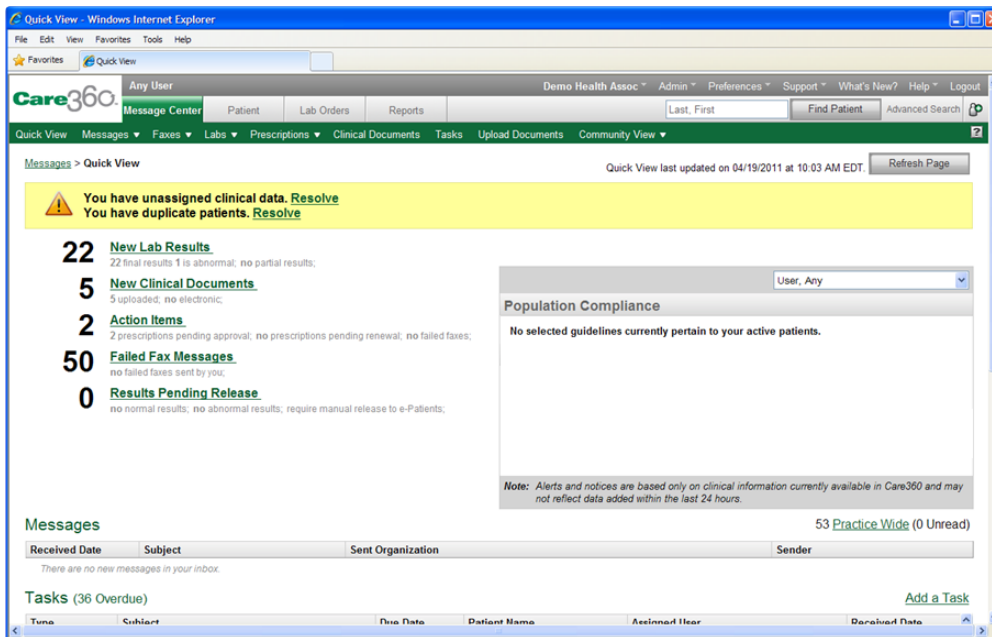 Quick View - Windows Internet Explorer
File Edit View Favorites Tools Help
Favorites Quick View
Care360
Any User Demo Health Assoc Admin Preferences Support What's New? Help Logout
Message Center Patient Lab Orders Reports Last, First Find Patient Advanced Search
Quick View Messages Faxes Labs Prescriptions Clinical Documents Tasks Upload Documents Community View ?
Messages > Quick View Quick View last updated on 04/19/2011 at 10:03 AM EDT. Refresh Page
You have unassigned clinical data. Resolve
You have duplicate patients. Resolve
22 New Lab Results
22 final results 1 is abnormal; no partial results;
5 New Clinical Documents
5 uploaded; no electronic;
2 Action Items
2 prescriptions pending approval; no prescriptions pending renewal; no failed faxes;
50 Failed Fax Messages
no failed faxes sent by you;
0 Results Pending Release
no normal results; no abnormal results; require manual release to e-Patients;
User, Any
Population Compliance
No selected guidelines currently pertain to your active patients.
Note: Alerts and notices are based only on clinical information currently available in Care360 and may
not reflect data added within the last 24 hours.
Messages 53 Practice Wide (0 Unread)
Received Date Subject Sent Organization Sender
There are no new messages in your inbox.
Tasks (36 Overdue) Add a Task
Type Subject Due Date Patient Name Assigned User Received Date